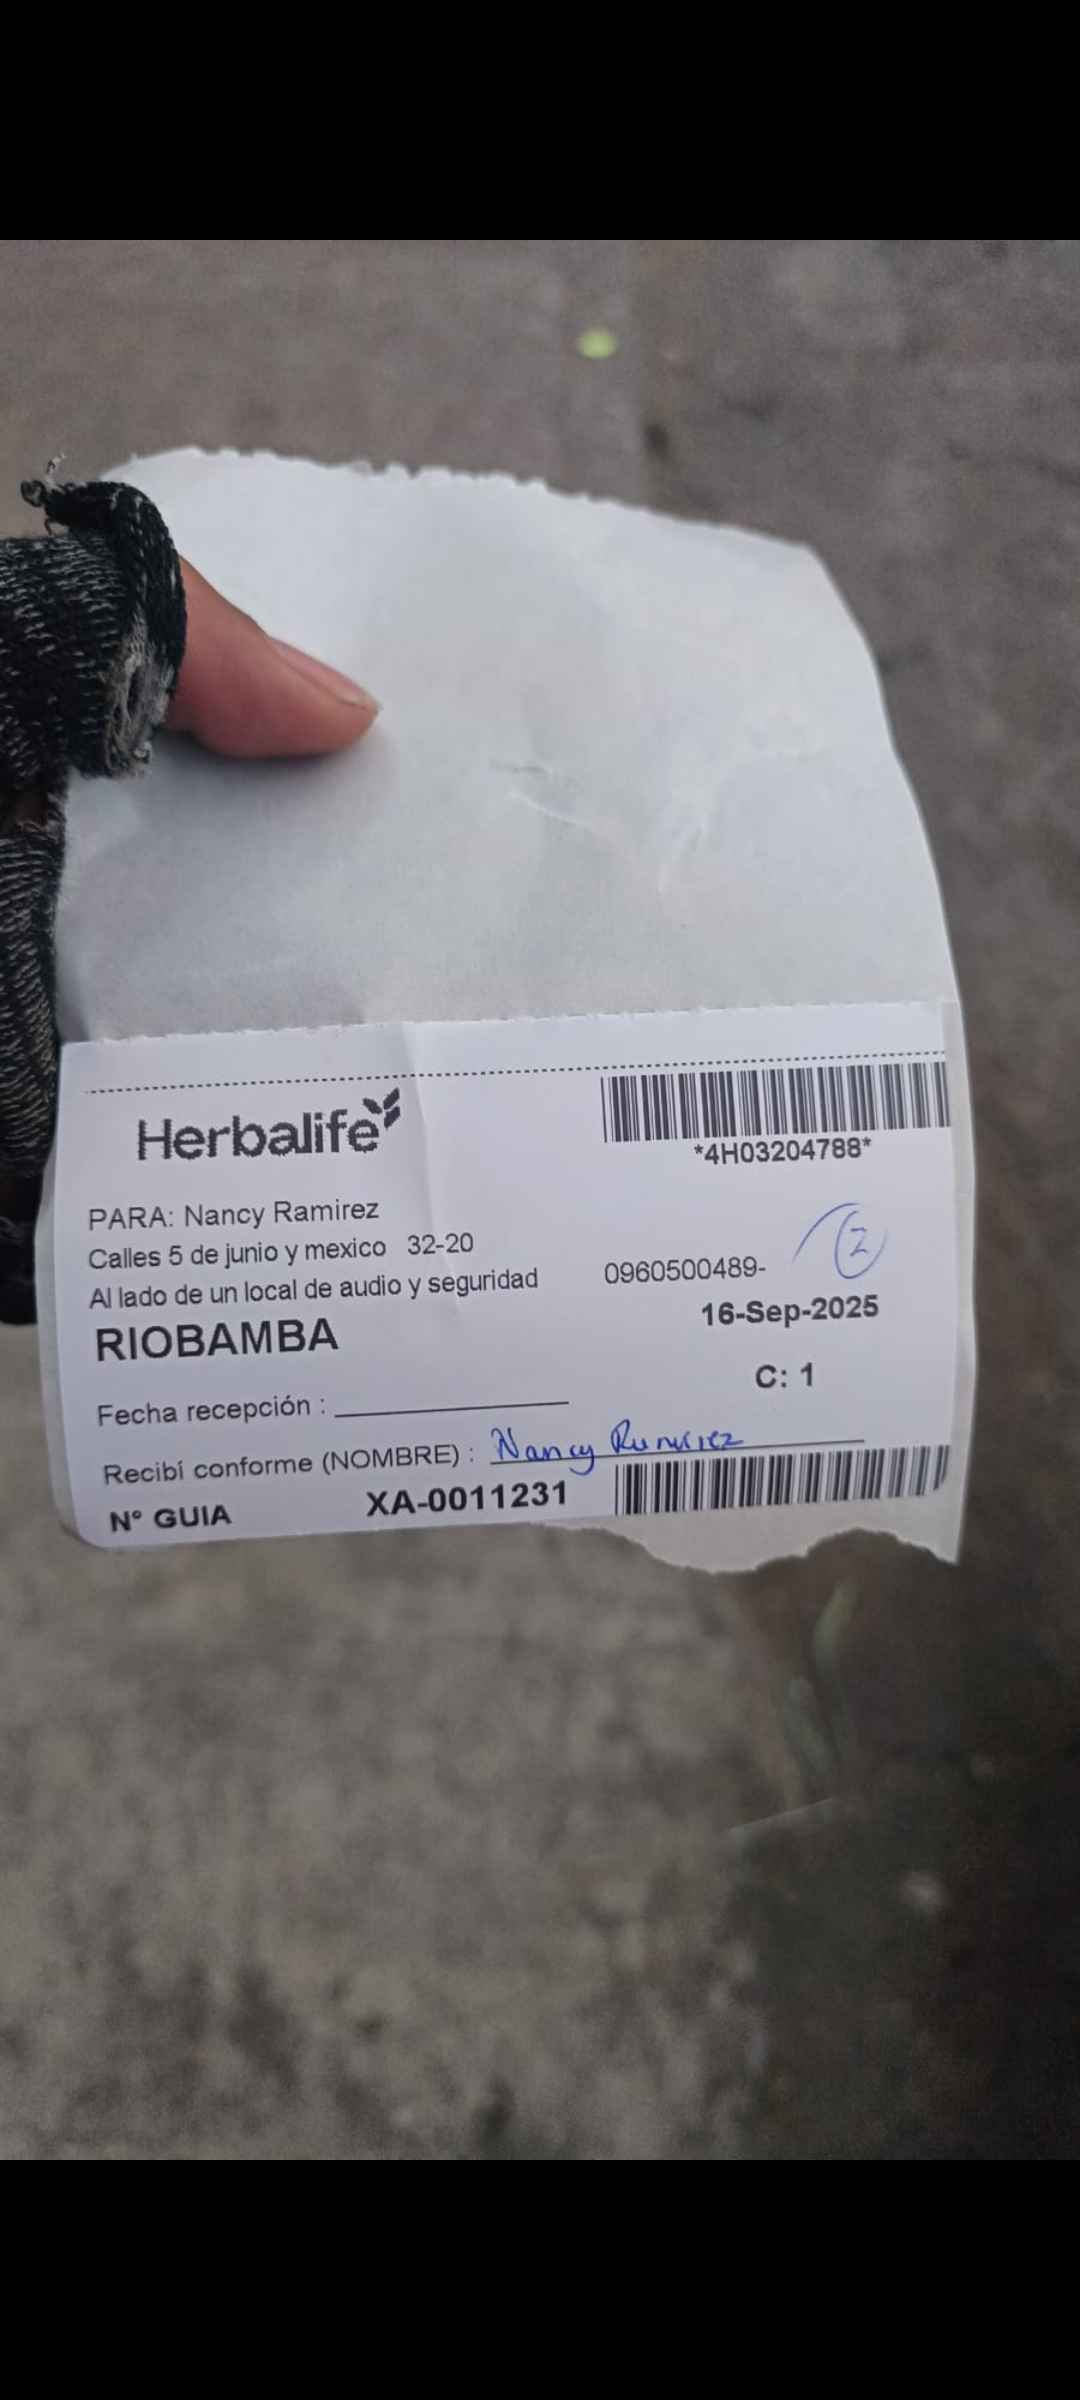 Herbalife
*4H03204788*
PARA: Nancy Ramirez
Calles 5 de junio y mexico 32-20
Al lado de un local de audio y seguridad
0960500489-
2
RIOBAMBA
16-Sep-2025
C: 1
Fecha recepción :
Recibí conforme (NOMBRE) : Nancy Ramirez
N° GUIA XA-0011231